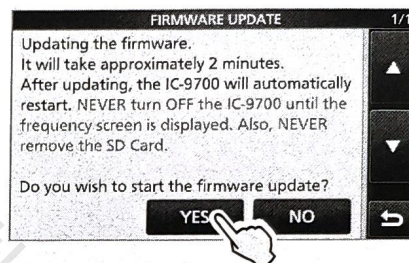 FIRMWARE UPDATE 1/1
Updating the firmware.
It will take approximately 2 minutes.
After updating, the IC-9700 will automatically
restart. NEVER turn OFF the IC-9700 until the
frequency screen is displayed. Also, NEVER
remove the SD Card.
Do you wish to start the firmware update?
YES NO